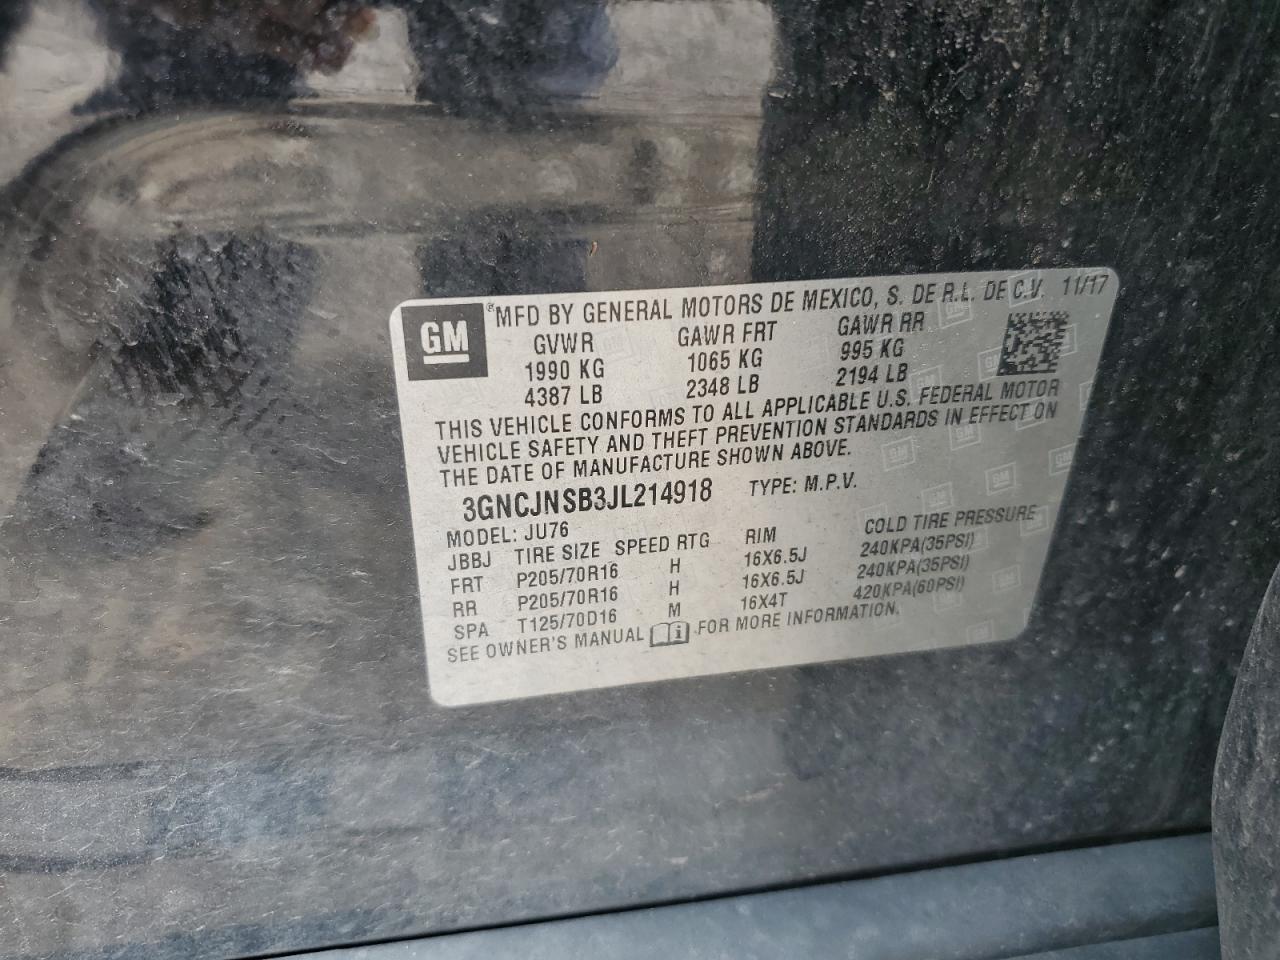 GM
® MFD BY GENERAL MOTORS DE MEXICO, S. DE R.L. DE C.V. 11/17
GVWR GAWR FRT GAWR RR
1990 KG 1065 KG 995 KG
4387 LB 2348 LB 2194 LB
THIS VEHICLE CONFORMS TO ALL APPLICABLE U.S. FEDERAL MOTOR
VEHICLE SAFETY AND THEFT PREVENTION STANDARDS IN EFFECT ON
THE DATE OF MANUFACTURE SHOWN ABOVE.
3GNCJNSB3JL214918 TYPE: M.P.V.
MODEL: JU76
JBBJ TIRE SIZE SPEED RTG RIM COLD TIRE PRESSURE
FRT P205/70R16 H 16X6.5J 240KPA(35PSI)
RR P205/70R16 H 16X6.5J 240KPA(35PSI)
SPA T125/70D16 M 16X4T 420KPA(60PSI)
SEE OWNER'S MANUAL FOR MORE INFORMATION.